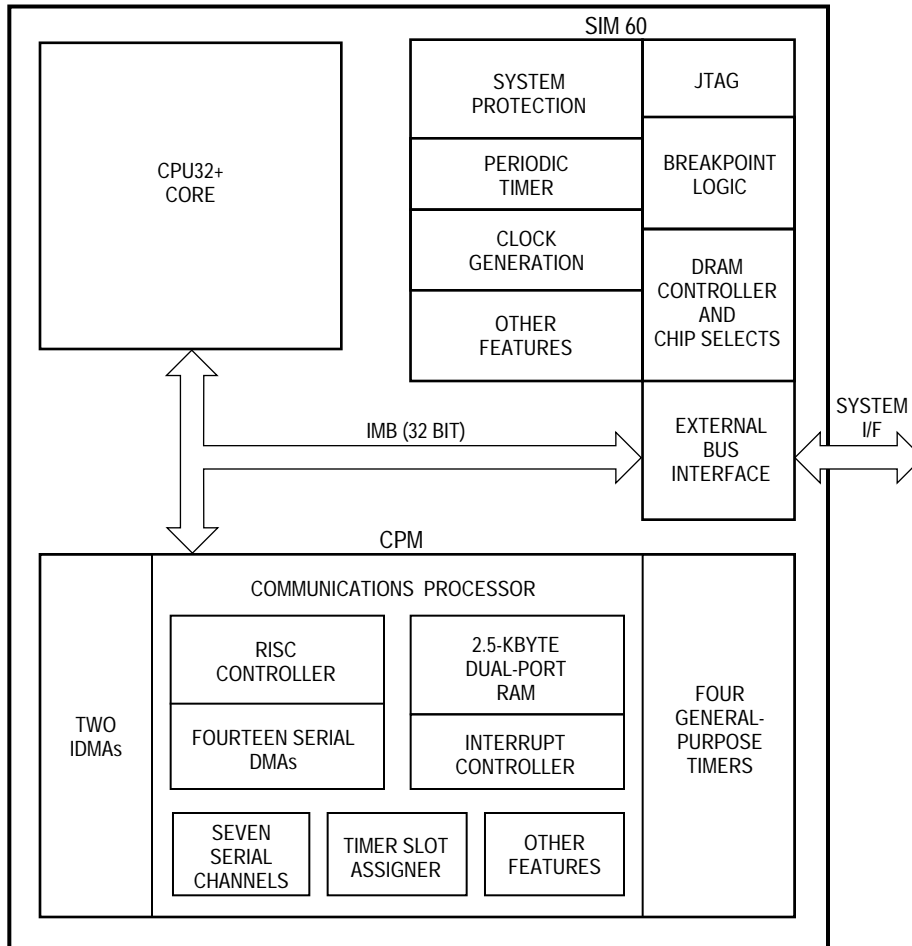 SIM 60
CPU32+
CORE
SYSTEM
PROTECTION
PERIODIC
TIMER
CLOCK
GENERATION
OTHER
FEATURES
JTAG
BREAKPOINT
LOGIC
DRAM
CONTROLLER
AND
CHIP SELECTS
EXTERNAL
BUS
INTERFACE
SYSTEM
I/F
IMB (32 BIT)
CPM
TWO
IDMAs
COMMUNICATIONS PROCESSOR
RISC
CONTROLLER
FOURTEEN SERIAL
DMAs
2.5-KBYTE
DUAL-PORT
RAM
INTERRUPT
CONTROLLER
SEVEN
SERIAL
CHANNELS
TIMER SLOT
ASSIGNER
OTHER
FEATURES
FOUR
GENERAL-
PURPOSE
TIMERS